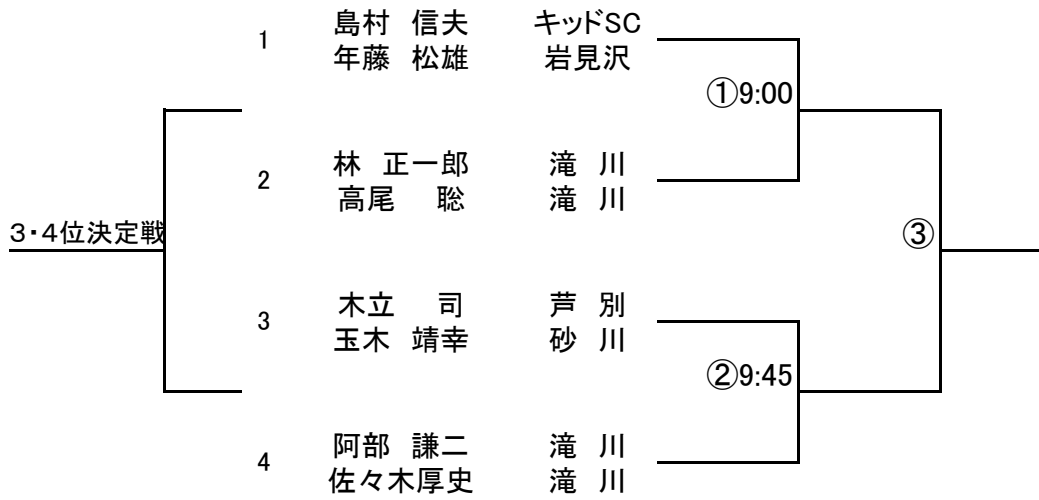 1 島村 信夫 キッドSC
年藤 松雄 岩見沢
①9:00
2 林 正一郎 滝 川
高尾 聡 滝 川
3・4位決定戦
③
3 木立 司 芦 別
玉木 靖幸 砂 川
②9:45
4 阿部 謙二 滝 川
佐々木厚史 滝 川